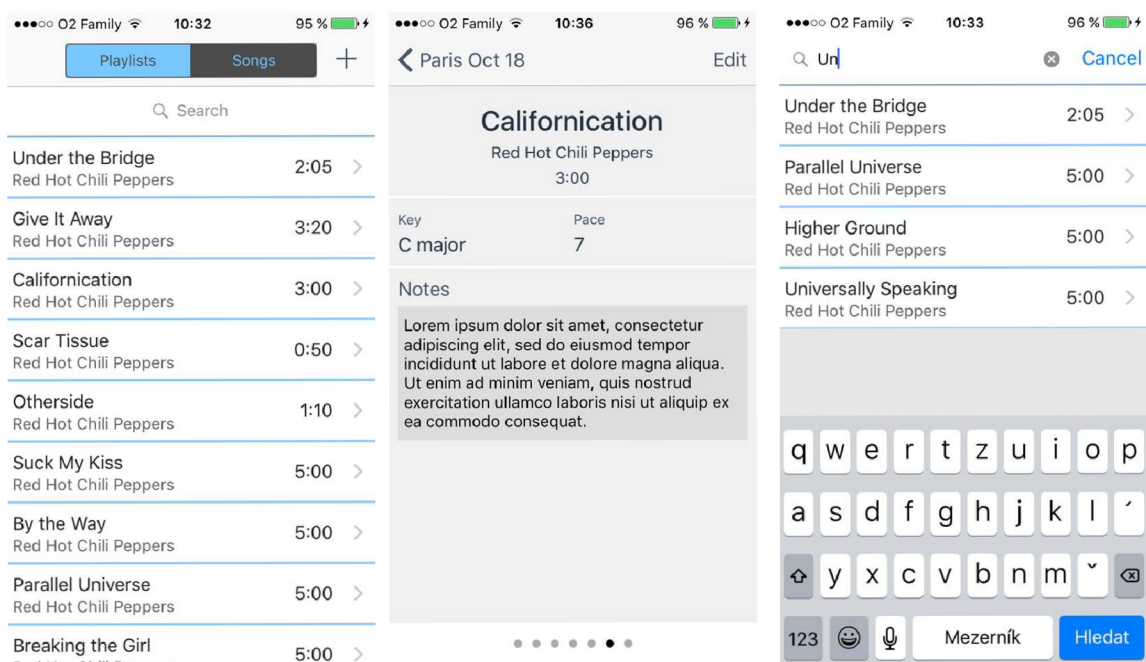 O2 Family 10:32 95 %
Playlists Songs
Search
Under the Bridge
Red Hot Chili Peppers
2:05
Give It Away
Red Hot Chili Peppers
3:20
Californication
Red Hot Chili Peppers
3:00
Scar Tissue
Red Hot Chili Peppers
0:50
Otherside
Red Hot Chili Peppers
1:10
Suck My Kiss
Red Hot Chili Peppers
5:00
By the Way
Red Hot Chili Peppers
5:00
Parallel Universe
Red Hot Chili Peppers
5:00
Breaking the Girl
5:00
O2 Family 10:36 96 %
Paris Oct 18 Edit
Californication
Red Hot Chili Peppers
3:00
Key Pace
C major 7
Notes
Lorem ipsum dolor sit amet, consectetur
adipiscing elit, sed do eiusmod tempor
incididunt ut labore et dolore magna aliqua.
Ut enim ad minim veniam, quis nostrud
exercitation ullamco laboris nisi ut aliquip ex
ea commodo consequat.
O2 Family 10:33 96 %
Un Cancel
Under the Bridge
Red Hot Chili Peppers
2:05
Parallel Universe
Red Hot Chili Peppers
5:00
Higher Ground
Red Hot Chili Peppers
5:00
Universally Speaking
Red Hot Chili Peppers
5:00
q w e r t z u i o p
a s d f g h j k l ´
y x c v b n m ˇ
123 Mezerník Hledat